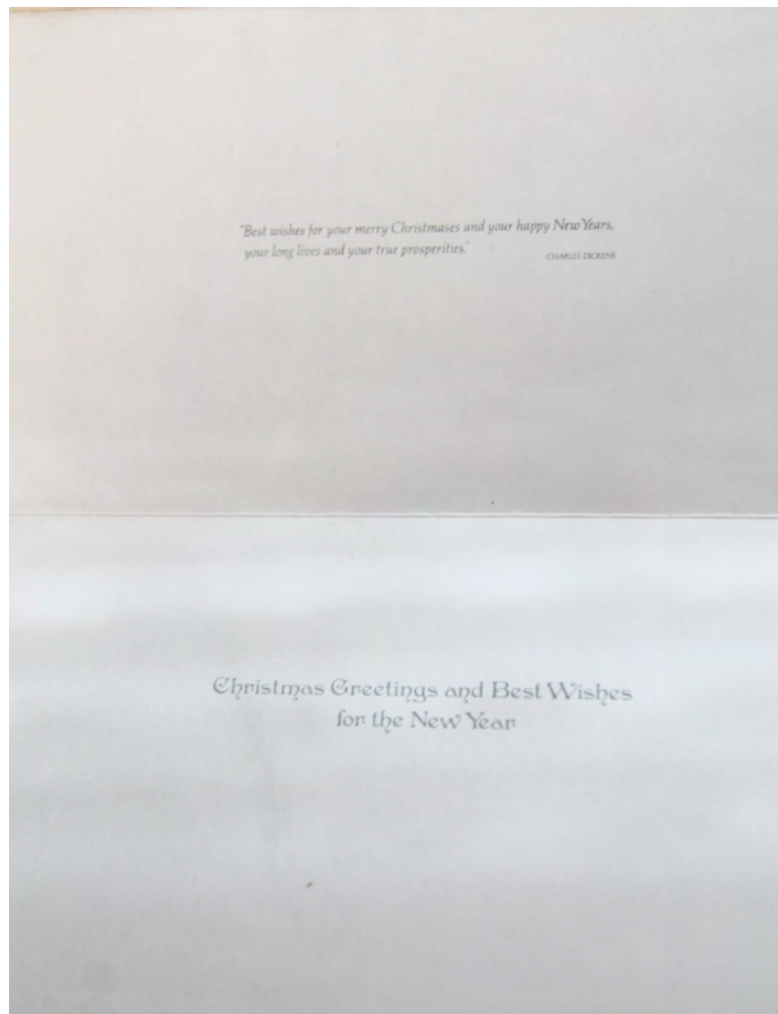 "Best wishes for your merry Christmases and your happy New Years,
your long lives and your true prosperities."
CHARLES DICKENS
Christmas Greetings and Best Wishes
for the New Year